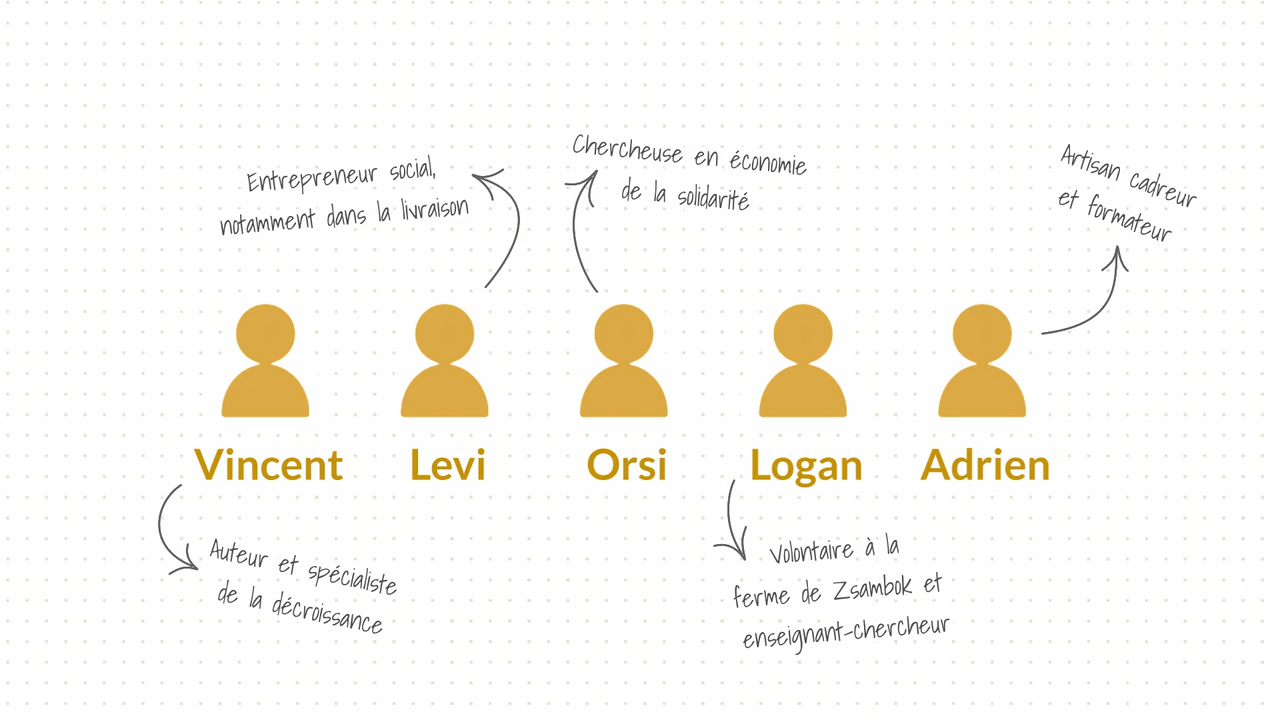 Entrepreneur social,
notamment dans la livraison
Chercheuse en économie
de la solidarité
Artisan cadreur
et formateur
Vincent
Levi
Orsi
Logan
Adrien
Auteur et spécialiste
de la décroissance
Volontaire à la
ferme de Zsambok et
enseignant-chercheur